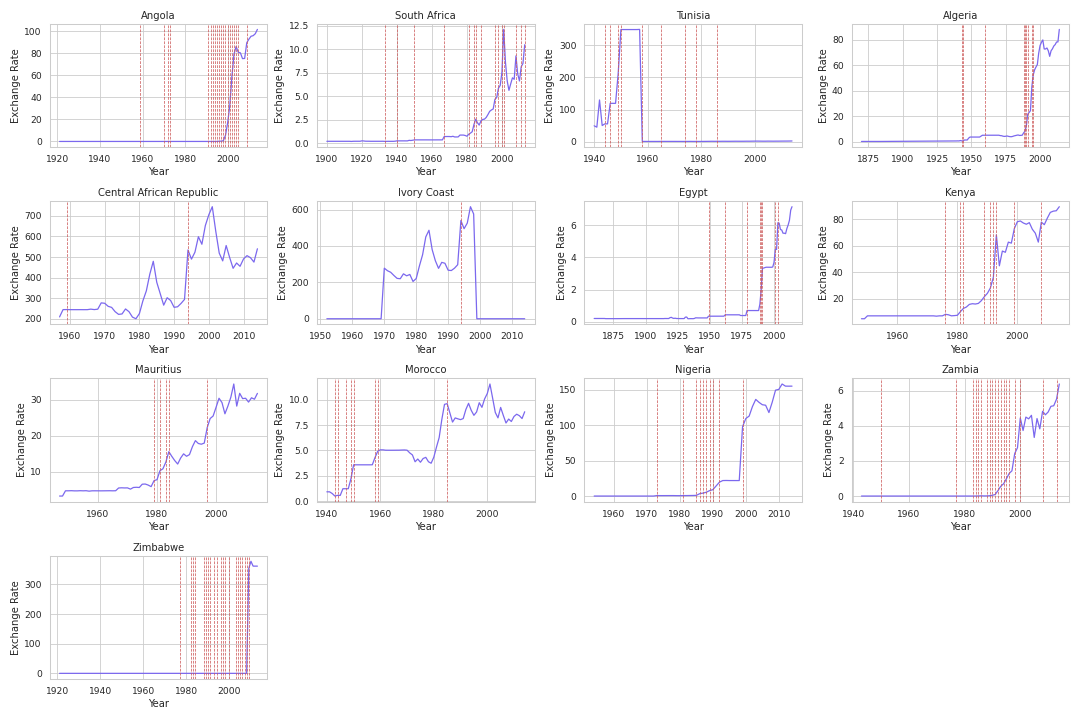 Angola
Exchange Rate
100
80
60
40
20
0
1920 1940 1960 1980 2000
Year
South Africa
Exchange Rate
12.5
10.0
7.5
5.0
2.5
0.0
1900 1920 1940 1960 1980 2000
Year
Tunisia
Exchange Rate
300
200
100
0
1940 1960 1980 2000
Year
Algeria
Exchange Rate
80
60
40
20
0
1875 1900 1925 1950 1975 2000
Year
Central African Republic
Exchange Rate
700
600
500
400
300
200
1960 1970 1980 1990 2000 2010
Year
Ivory Coast
Exchange Rate
600
400
200
0
1950 1960 1970 1980 1990 2000 2010
Year
Egypt
Exchange Rate
6
4
2
0
1875 1900 1925 1950 1975 2000
Year
Kenya
Exchange Rate
80
60
40
20
1960 1980 2000
Year
Mauritius
Exchange Rate
30
20
10
1960 1980 2000
Year
Morocco
Exchange Rate
10.0
7.5
5.0
2.5
0.0
1940 1960 1980 2000
Year
Nigeria
Exchange Rate
150
100
50
0
1960 1970 1980 1990 2000 2010
Year
Zambia
Exchange Rate
6
4
2
0
1940 1960 1980 2000
Year
Zimbabwe
Exchange Rate
300
200
100
0
1920 1940 1960 1980 2000
Year